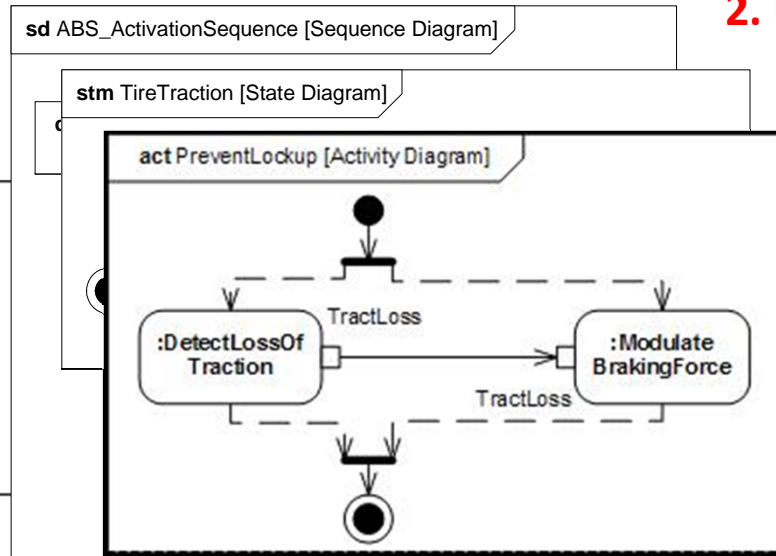 2.
sd ABS_ActivationSequence [Sequence Diagram]
stm TireTraction [State Diagram]
act PreventLockup [Activity Diagram]
TractLoss
:DetectLossOf
Traction
:Modulate
BrakingForce
TractLoss